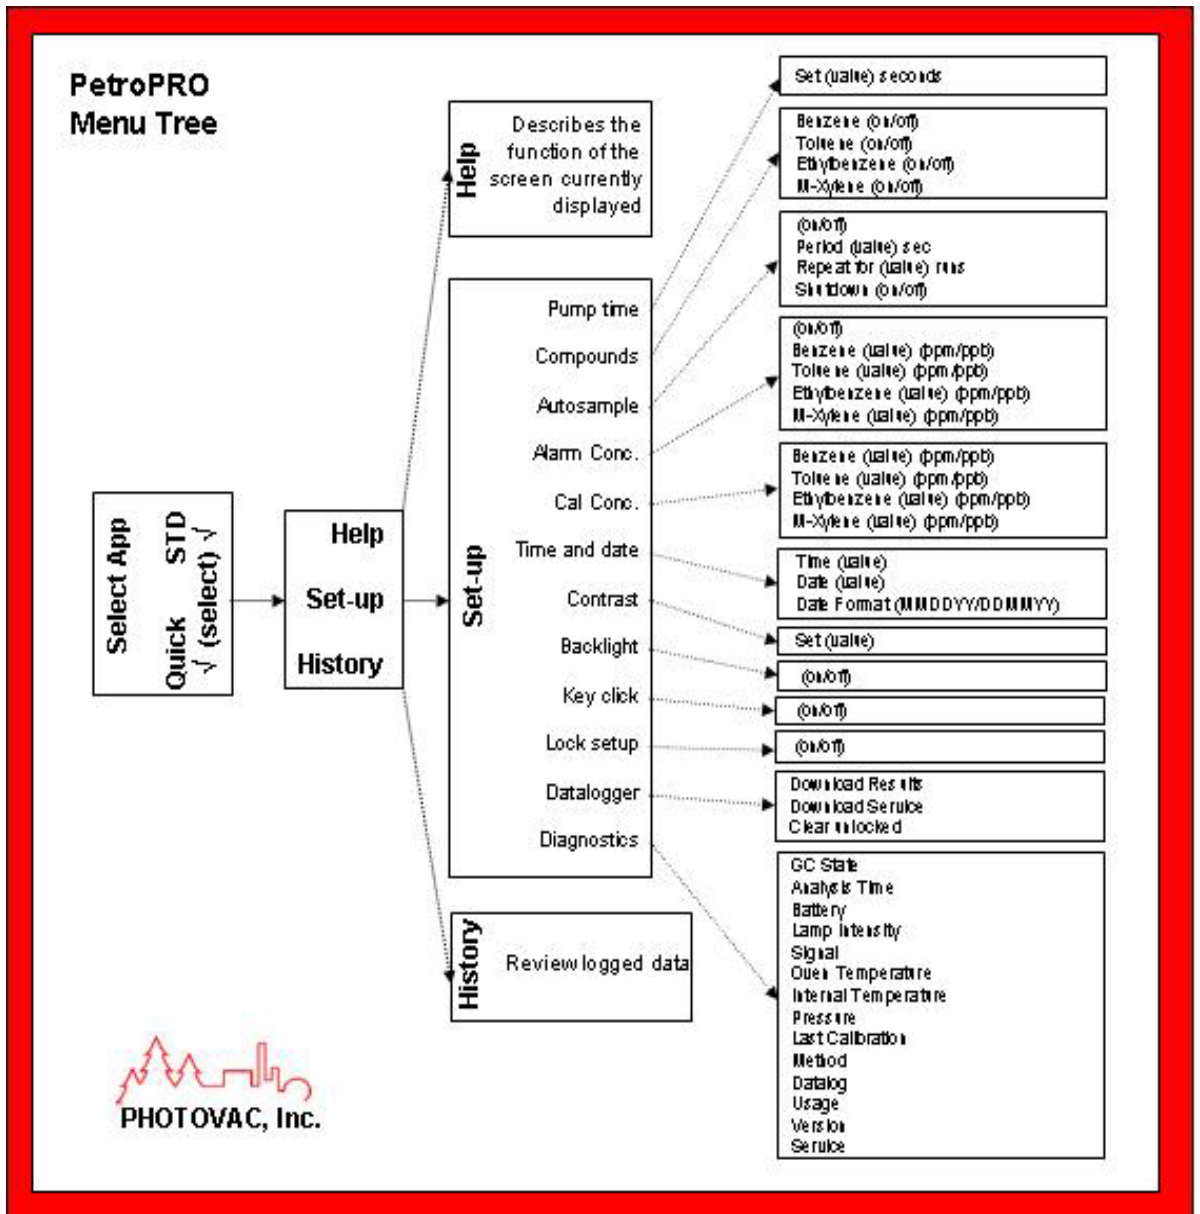 PetroPRO
Menu Tree
Select App
Quick STD
√ (select) √
Help
Set-up
History
Help
Describes the
function of the
screen currently
displayed
Set-up
Pump time
Compounds
Autosample
Alarm Conc.
Cal Conc.
Time and date
Contrast
Backlight
Key click
Lock setup
Datalogger
Diagnostics
History
Review logged data
Set (value) seconds
Benzene (on/off)
Toluene (on/off)
Ethylbenzene (on/off)
M-Xylene (on/off)
(on/off)
Period (value) sec
Repeat for (value) runs
Shutdown (on/off)
(on/off)
Benzene (value) (ppm/ppb)
Toluene (value) (ppm/ppb)
Ethylbenzene (value) (ppm/ppb)
M-Xylene (value) (ppm/ppb)
Benzene (value) (ppm/ppb)
Toluene (value) (ppm/ppb)
Ethylbenzene (value) (ppm/ppb)
M-Xylene (value) (ppm/ppb)
Time (value)
Date (value)
Date Format (MMDDYY/DDMMYY)
Set (value)
(on/off)
(on/off)
(on/off)
Download Results
Download Service
Clear unlocked
GC State
Analysis Time
Battery
Lamp Intensity
Signal
Oven Temperature
Internal Temperature
Pressure
Last Calibration
Method
Datalog
Usage
Version
Service
PHOTOVAC, Inc.